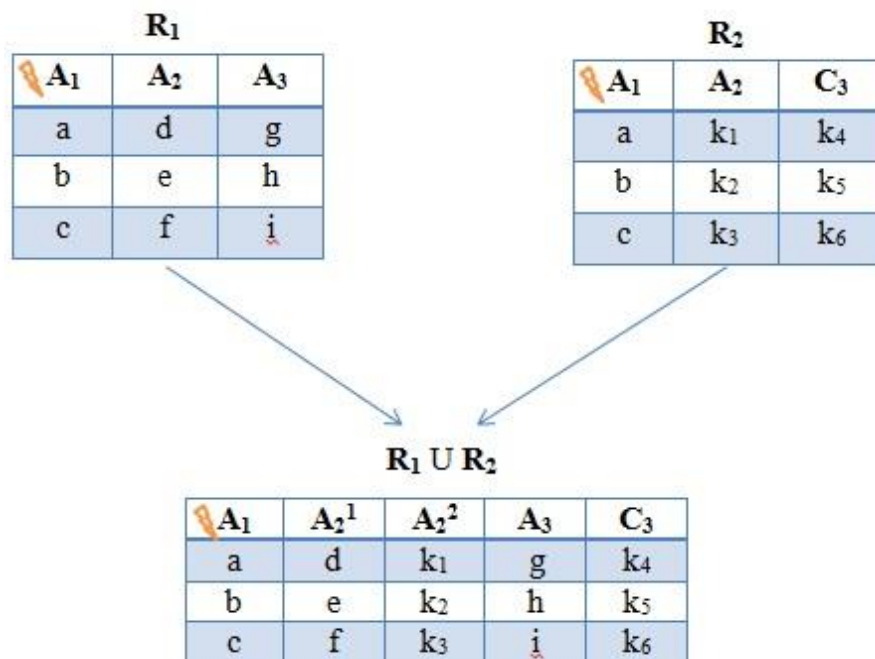 R₁
A₁ A₂ A₃
a d g
b e h
c f i
R₂
A₁ A₂ C₃
a k₁ k₄
b k₂ k₅
c k₃ k₆
R₁ U R₂
A₁ A₂¹ A₂² A₃ C₃
a d k₁ g k₄
b e k₂ h k₅
c f k₃ i k₆